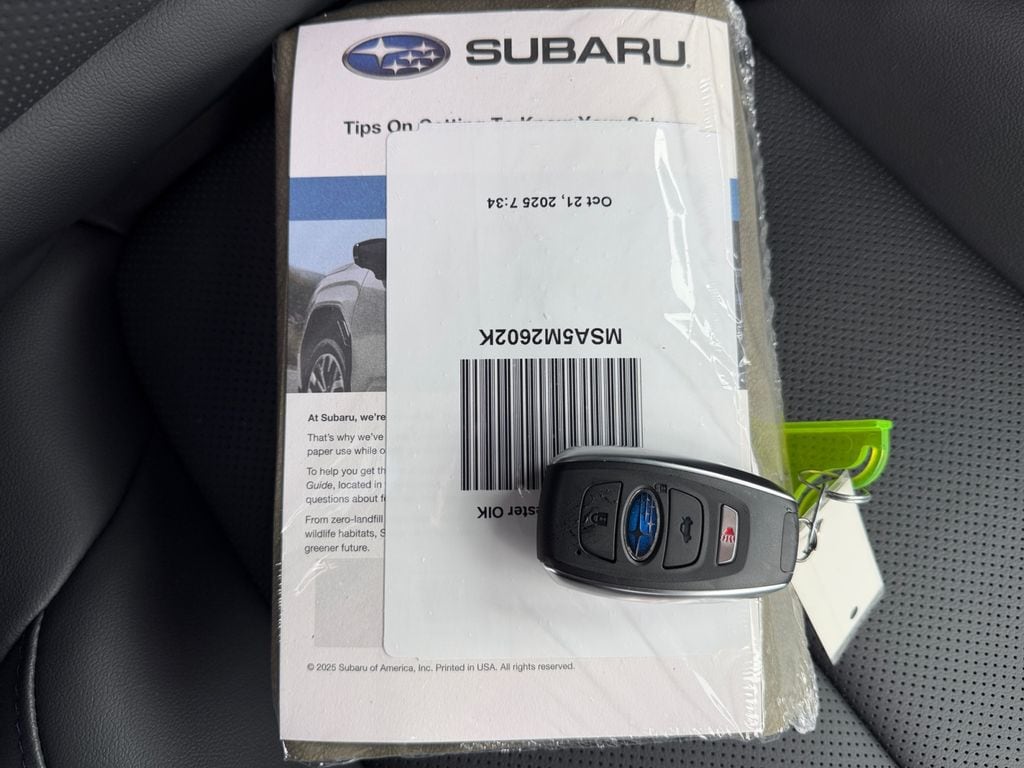 SUBARU
Tips On
Oct 21, 2025 7:34
MSA5M2602K
OIK
At Subaru, we're
That's why we've
paper use while o
To help you get th
Guide, located in
questions about f
From zero-landfill
wildlife habitats, S
greener future.
© 2025 Subaru of America, Inc. Printed in USA. All rights reserved.